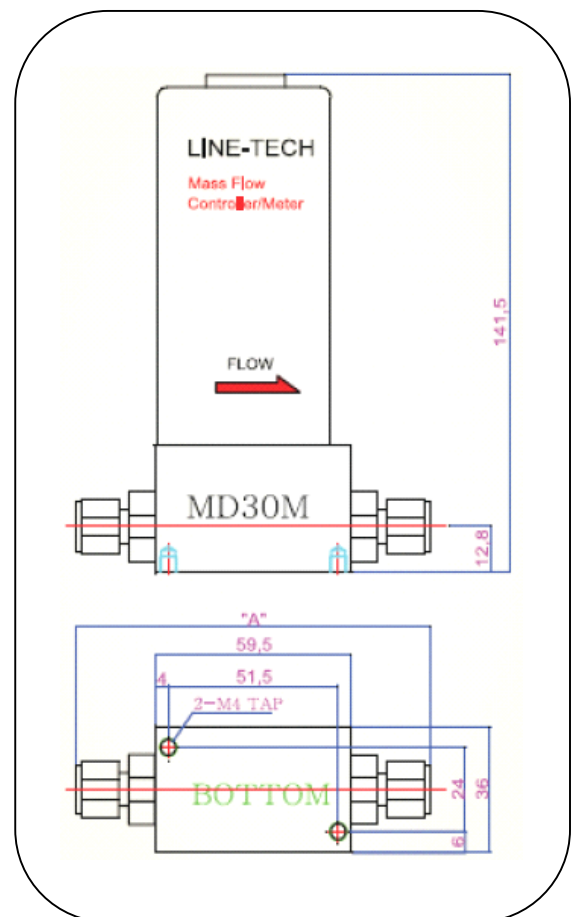 LINE-TECH
Mass Flow
Controller/Meter
141,5
FLOW
MD30M
12,8
"A"
59,5
4
51,5
2-M4 TAP
BOTTOM
24
36
6